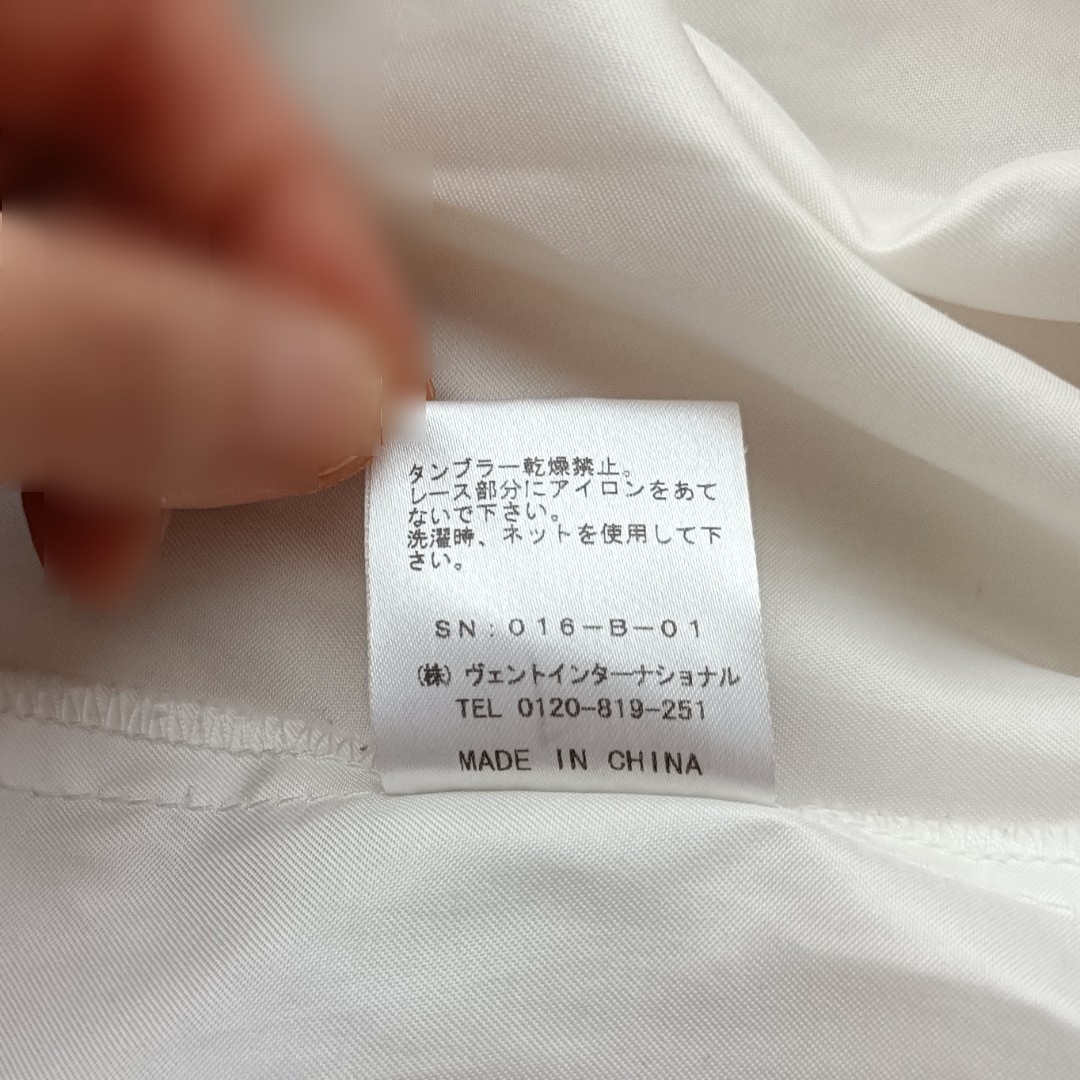 タンブラー乾燥禁止。
レース部分にアイロンをあて
ないで下さい。
洗濯時、ネットを使用して下
さい。
SN:016-B-01
(株) ヴェントインターナショナル
TEL 0120-819-251
MADE IN CHINA